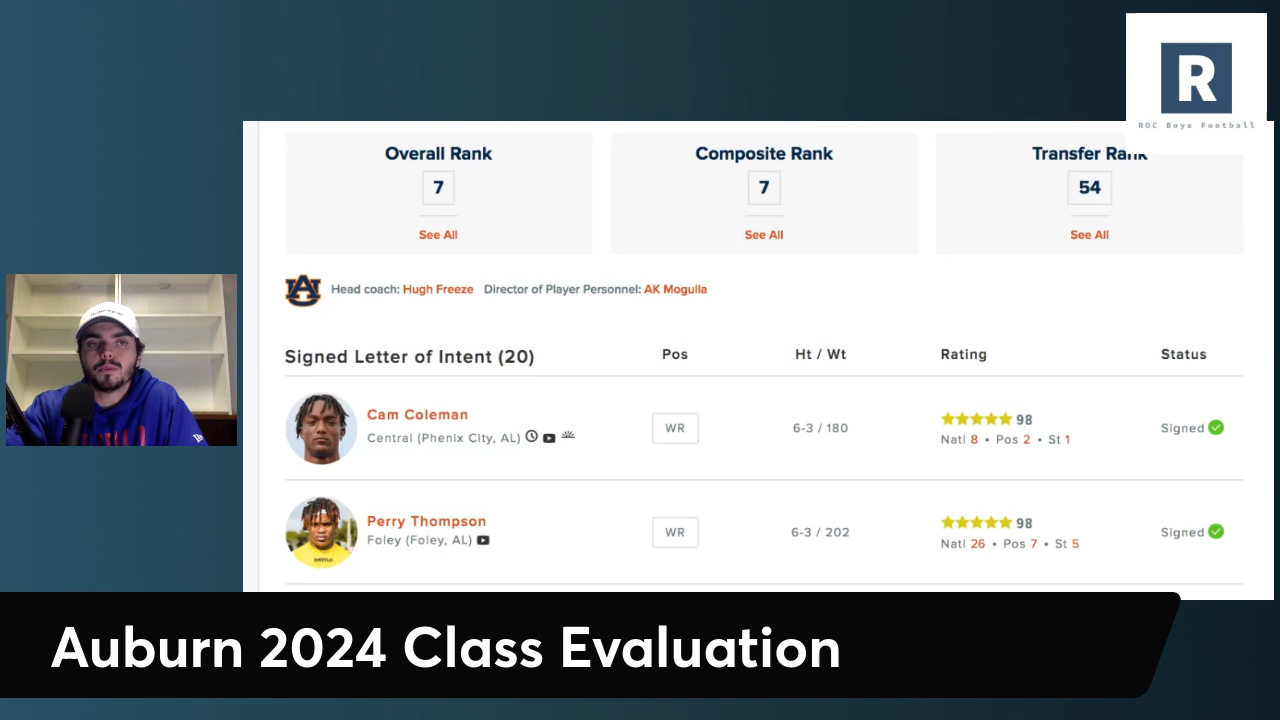 R
ROC Boys Football
Overall Rank
7
See All
Composite Rank
7
See All
Transfer Rank
54
See All
Head coach: Hugh Freeze Director of Player Personnel: AK Mogulla
Signed Letter of Intent (20) Pos Ht / Wt Rating Status
Cam Coleman
Central (Phenix City, AL)
WR
6-3 / 180
98
Natl 8 • Pos 2 • St 1
Signed
Perry Thompson
Foley (Foley, AL)
WR
6-3 / 202
98
Natl 26 • Pos 7 • St 5
Signed
Auburn 2024 Class Evaluation